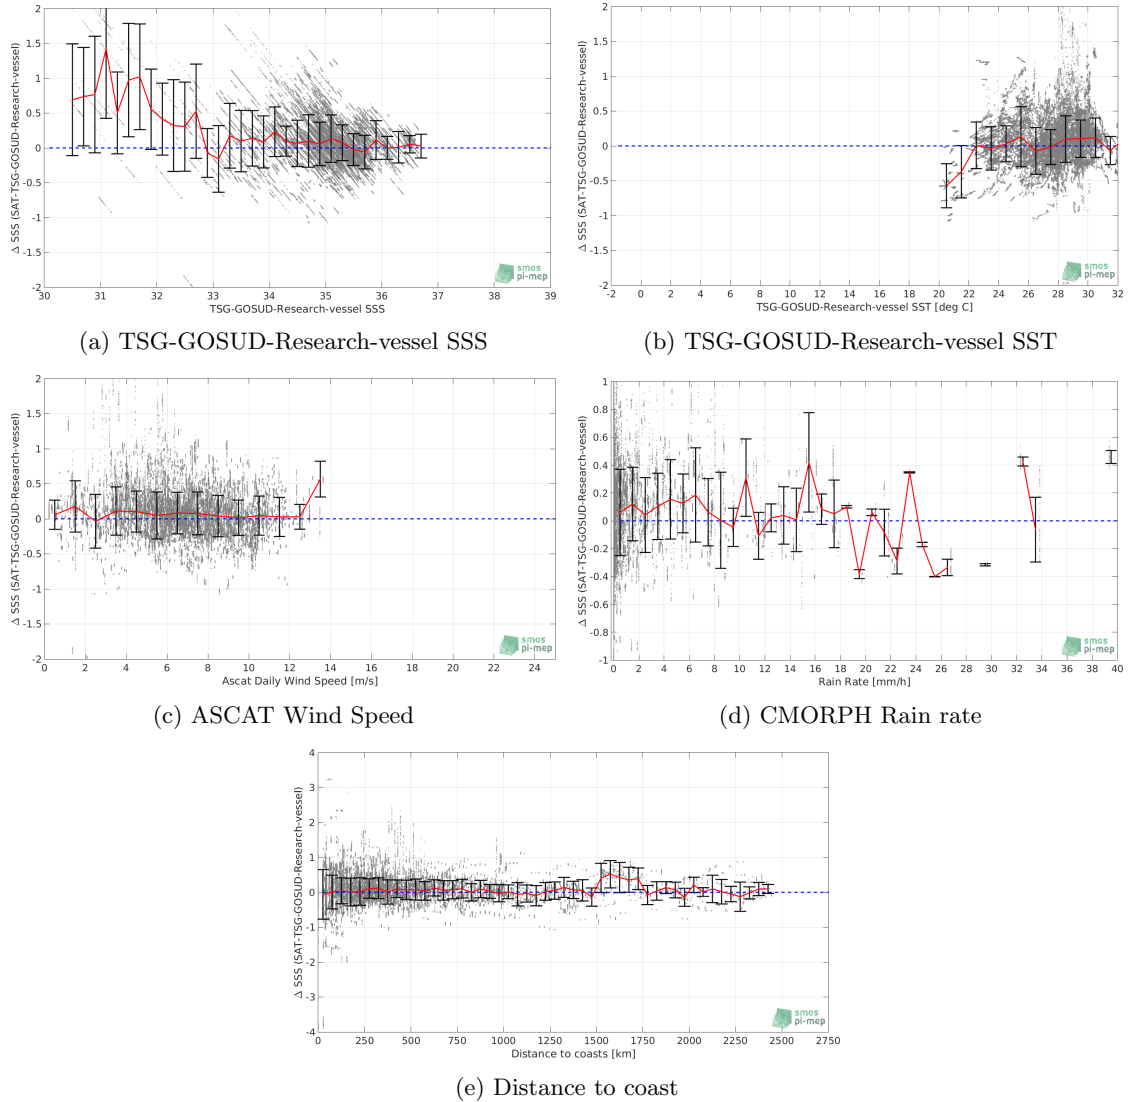 Δ SSS (SAT-TSG-GOSUD-Research-vessel)
2
1.5
1
0.5
0
-0.5
-1
-1.5
-2
30 31 32 33 34 35 36 37 38 39
TSG-GOSUD-Research-vessel SSS
smos
pi-mep
(a) TSG-GOSUD-Research-vessel SSS
Δ SSS (SAT-TSG-GOSUD-Research-vessel)
2
1.5
1
0.5
0
-0.5
-1
-1.5
-2
-2 0 2 4 6 8 10 12 14 16 18 20 22 24 26 28 30 32
TSG-GOSUD-Research-vessel SST [deg C]
smos
pi-mep
(b) TSG-GOSUD-Research-vessel SST
Δ SSS (SAT-TSG-GOSUD-Research-vessel)
2
1.5
1
0.5
0
-0.5
-1
-1.5
-2
0 2 4 6 8 10 12 14 16 18 20 22 24
Ascat Daily Wind Speed [m/s]
smos
pi-mep
(c) ASCAT Wind Speed
Δ SSS (SAT-TSG-GOSUD-Research-vessel)
1
0.8
0.6
0.4
0.2
0
-0.2
-0.4
-0.6
-0.8
-1
0 2 4 6 8 10 12 14 16 18 20 22 24 26 28 30 32 34 36 38 40
Rain Rate [mm/h]
smos
pi-mep
(d) CMORPH Rain rate
Δ SSS (SAT-TSG-GOSUD-Research-vessel)
4
3
2
1
0
-1
-2
-3
-4
0 250 500 750 1000 1250 1500 1750 2000 2250 2500 2750
Distance to coasts [km]
smos
pi-mep
(e) Distance to coast